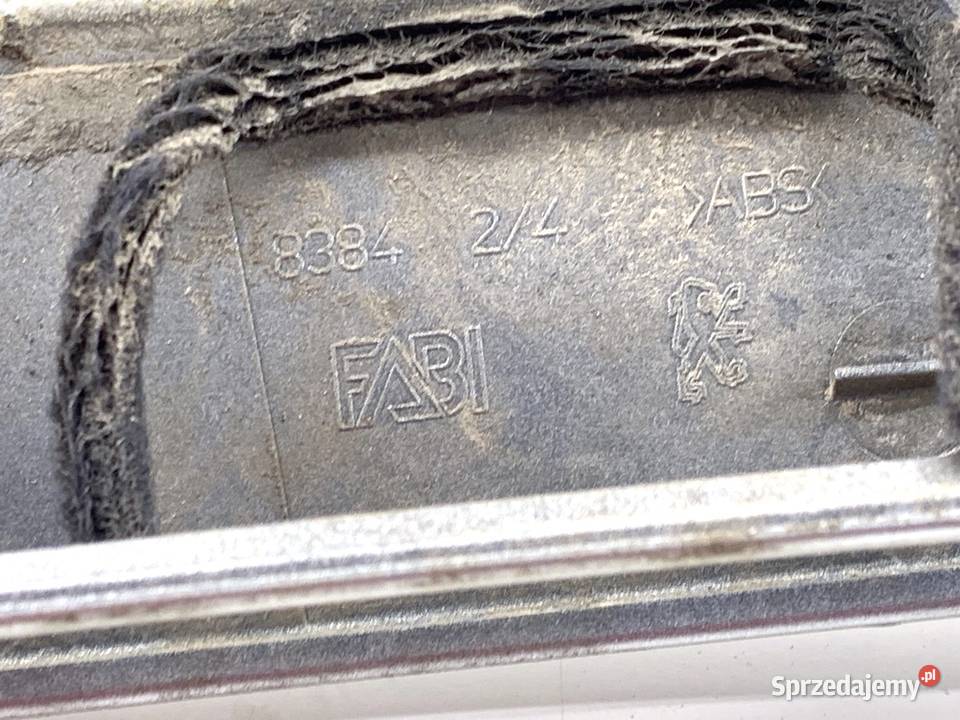 8384 2/4 >ABS<
FABI
Sprzedajemy.pl